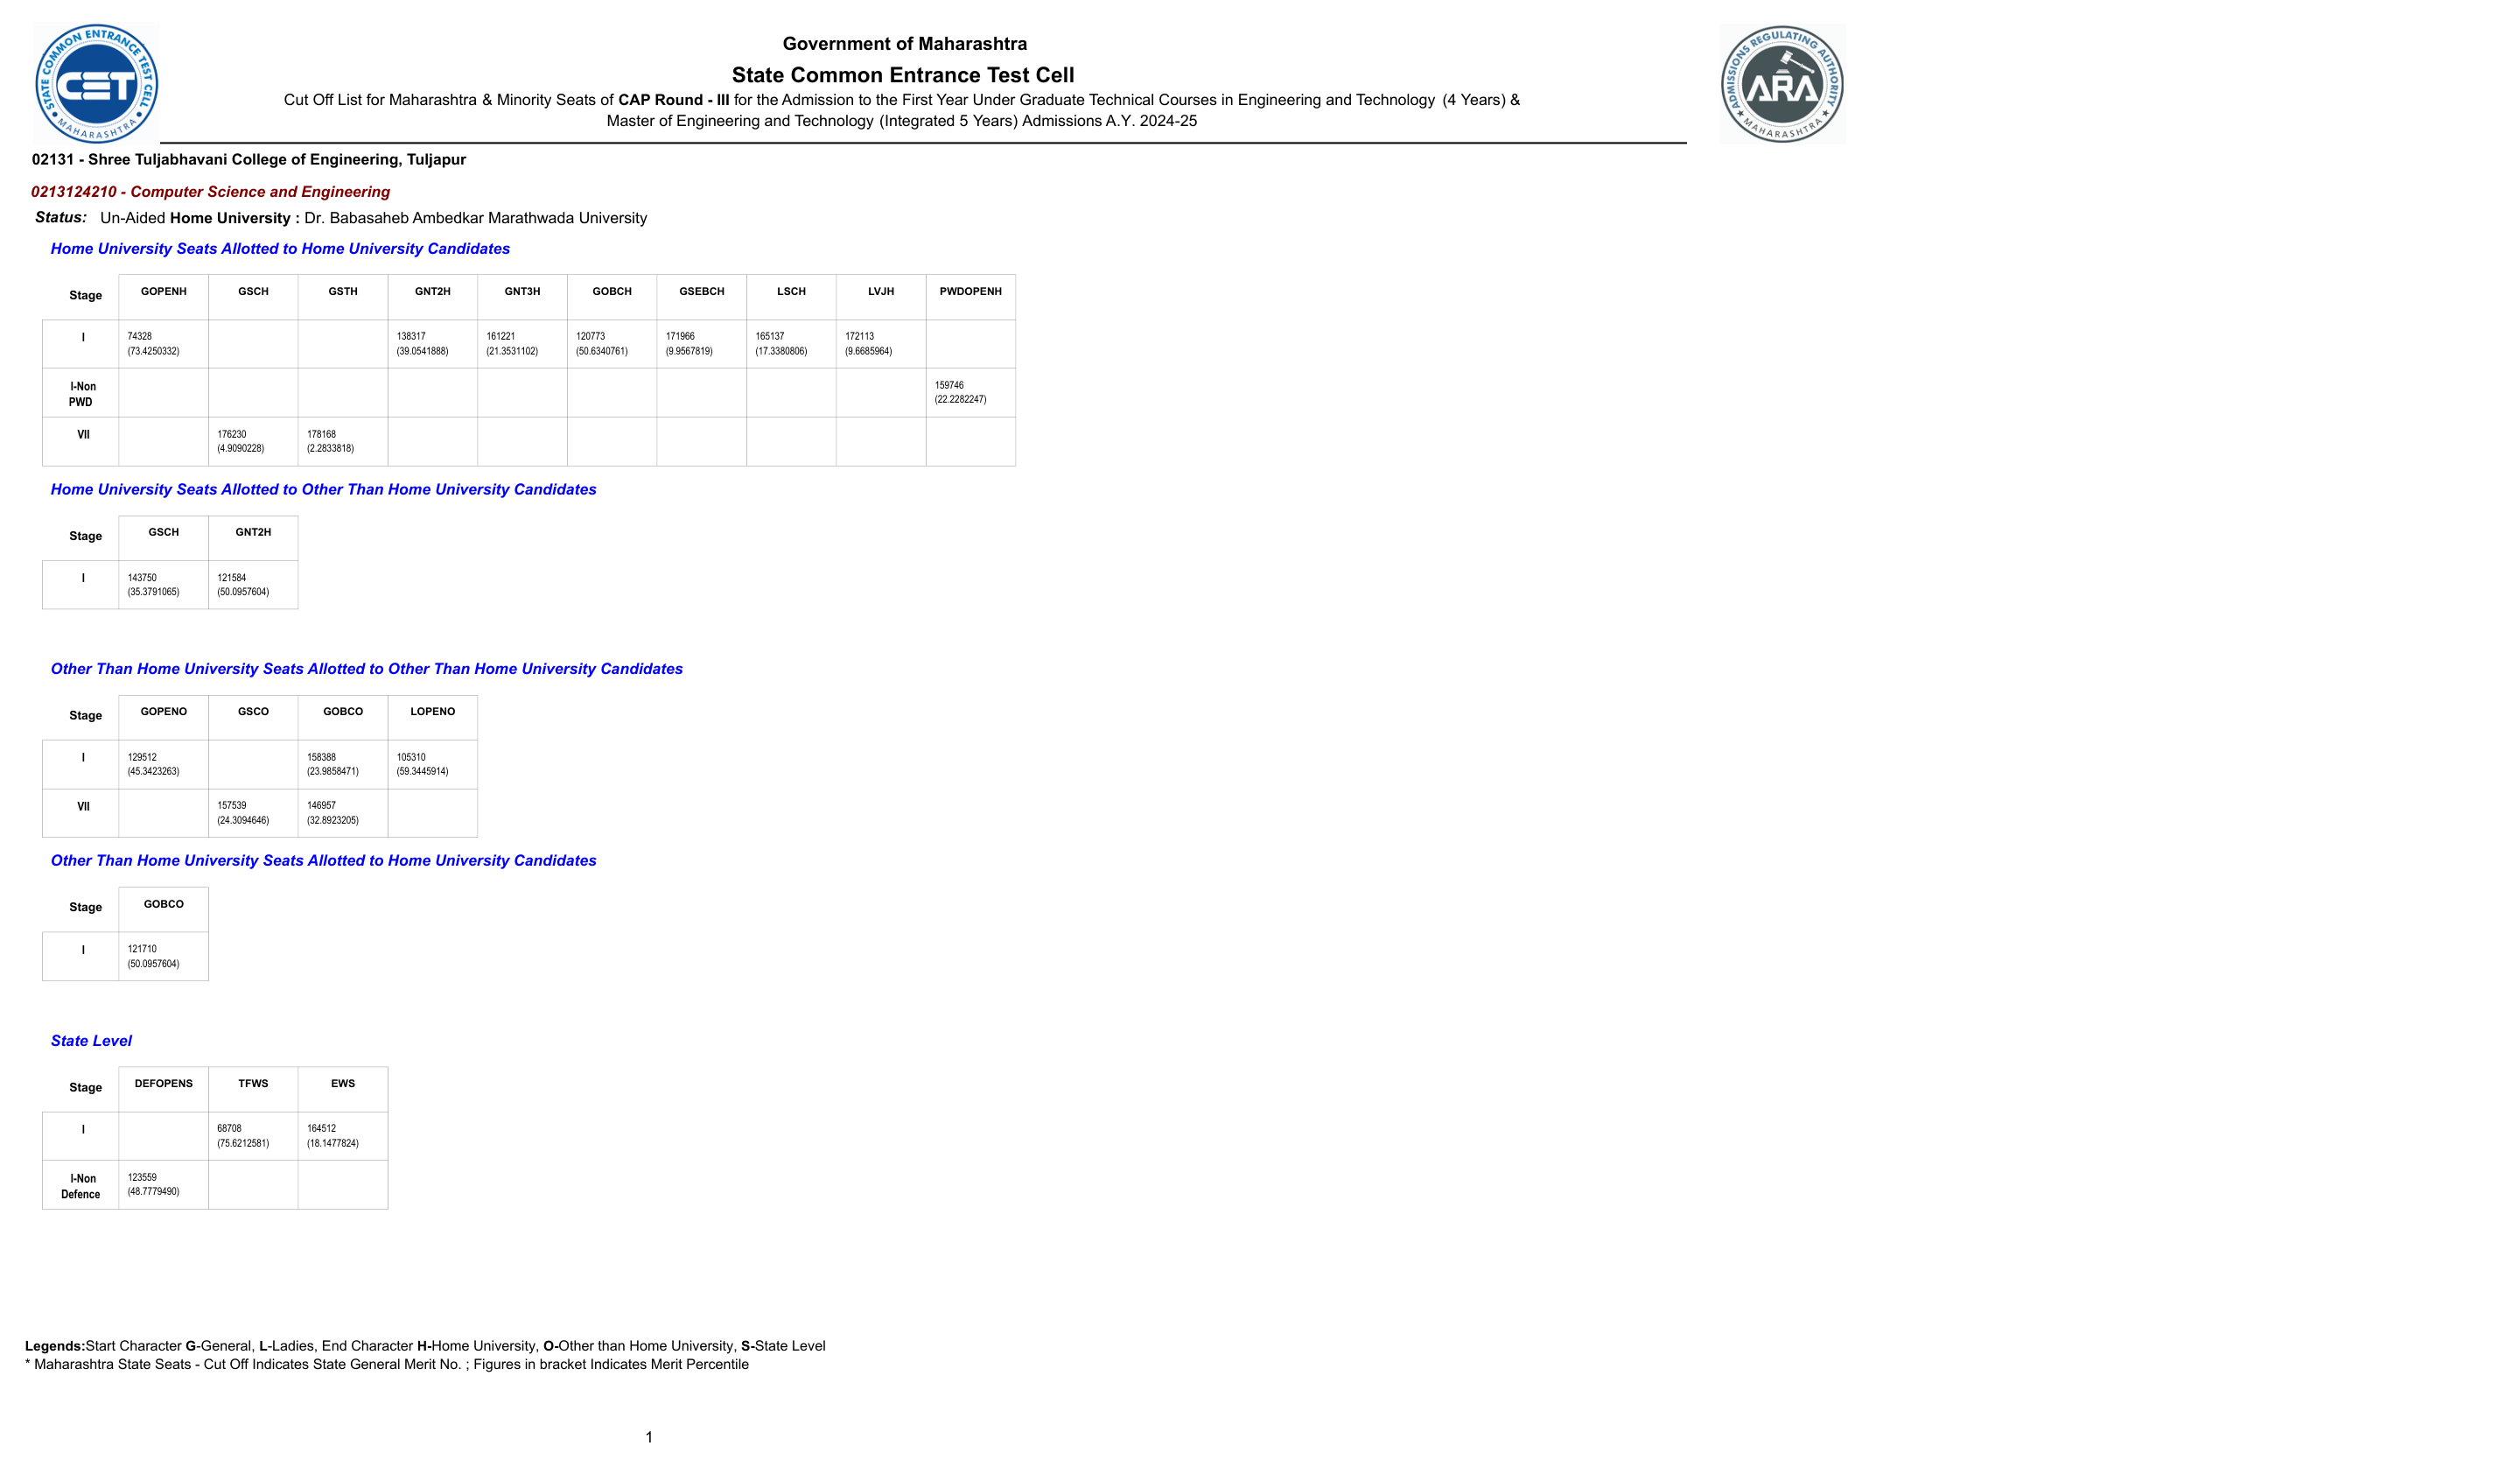 STATE COMMON ENTRANCE TEST CELL
CET
MAHARASHTRA
Government of Maharashtra
State Common Entrance Test Cell
Cut Off List for Maharashtra & Minority Seats of CAP Round - III for the Admission to the First Year Under Graduate Technical Courses in Engineering and Technology (4 Years) &
Master of Engineering and Technology (Integrated 5 Years) Admissions A.Y. 2024-25
ADMISSIONS REGULATING AUTHORITY
ARA
MAHARASHTRA
02131 - Shree Tuljabhavani College of Engineering, Tuljapur
0213124210 - Computer Science and Engineering
Status: Un-Aided Home University : Dr. Babasaheb Ambedkar Marathwada University
Home University Seats Allotted to Home University Candidates
Stage GOPENH GSCH GSTH GNT2H GNT3H GOBCH GSEBCH LSCH LVJH PWDOPENH
I 74328 138317 161221 120773 171966 165137 172113
(73.4250332) (39.0541888) (21.3531102) (50.6340761) (9.9567819) (17.3380806) (9.6685964)
I-Non 159746
PWD (22.2282247)
VII 176230 178168
(4.9090228) (2.2833818)
Home University Seats Allotted to Other Than Home University Candidates
Stage GSCH GNT2H
I 143750 121584
(35.3791065) (50.0957604)
Other Than Home University Seats Allotted to Other Than Home University Candidates
Stage GOPENO GSCO GOBCO LOPENO
I 129512 158388 105310
(45.3423263) (23.9858471) (59.3445914)
VII 157539 146957
(24.3094646) (32.8923205)
Other Than Home University Seats Allotted to Home University Candidates
Stage GOBCO
I 121710
(50.0957604)
State Level
Stage DEFOPENS TFWS EWS
I 68708 164512
(75.6212581) (18.1477824)
I-Non 123559
Defence (48.7779490)
Legends:Start Character G-General, L-Ladies, End Character H-Home University, O-Other than Home University, S-State Level
* Maharashtra State Seats - Cut Off Indicates State General Merit No. ; Figures in bracket Indicates Merit Percentile
1